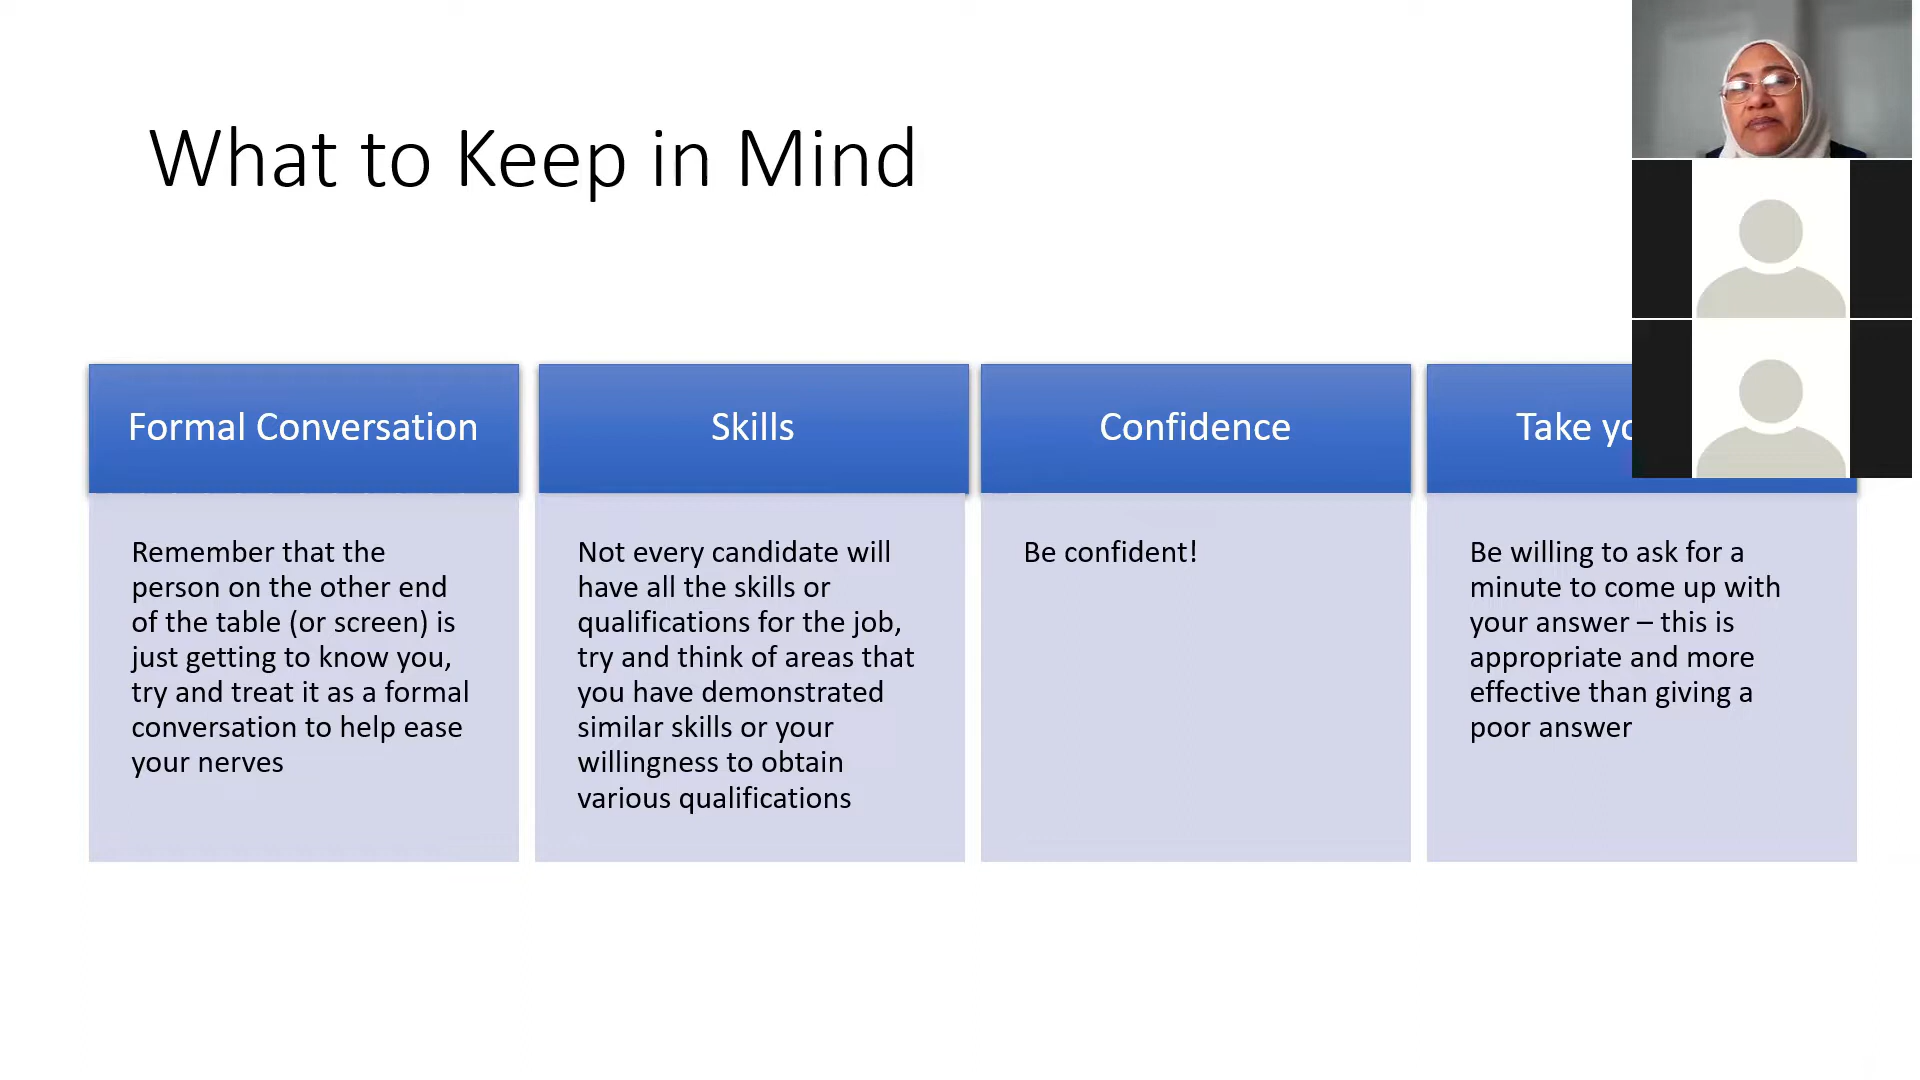 What to Keep in Mind
Formal Conversation
Remember that the
person on the other end
of the table (or screen) is
just getting to know you,
try and treat it as a formal
conversation to help ease
your nerves
Skills
Not every candidate will
have all the skills or
qualifications for the job,
try and think of areas that
you have demonstrated
similar skills or your
willingness to obtain
various qualifications
Confidence
Be confident!
Take
Be willing to ask for a
minute to come up with
your answer – this is
appropriate and more
effective than giving a
poor answer